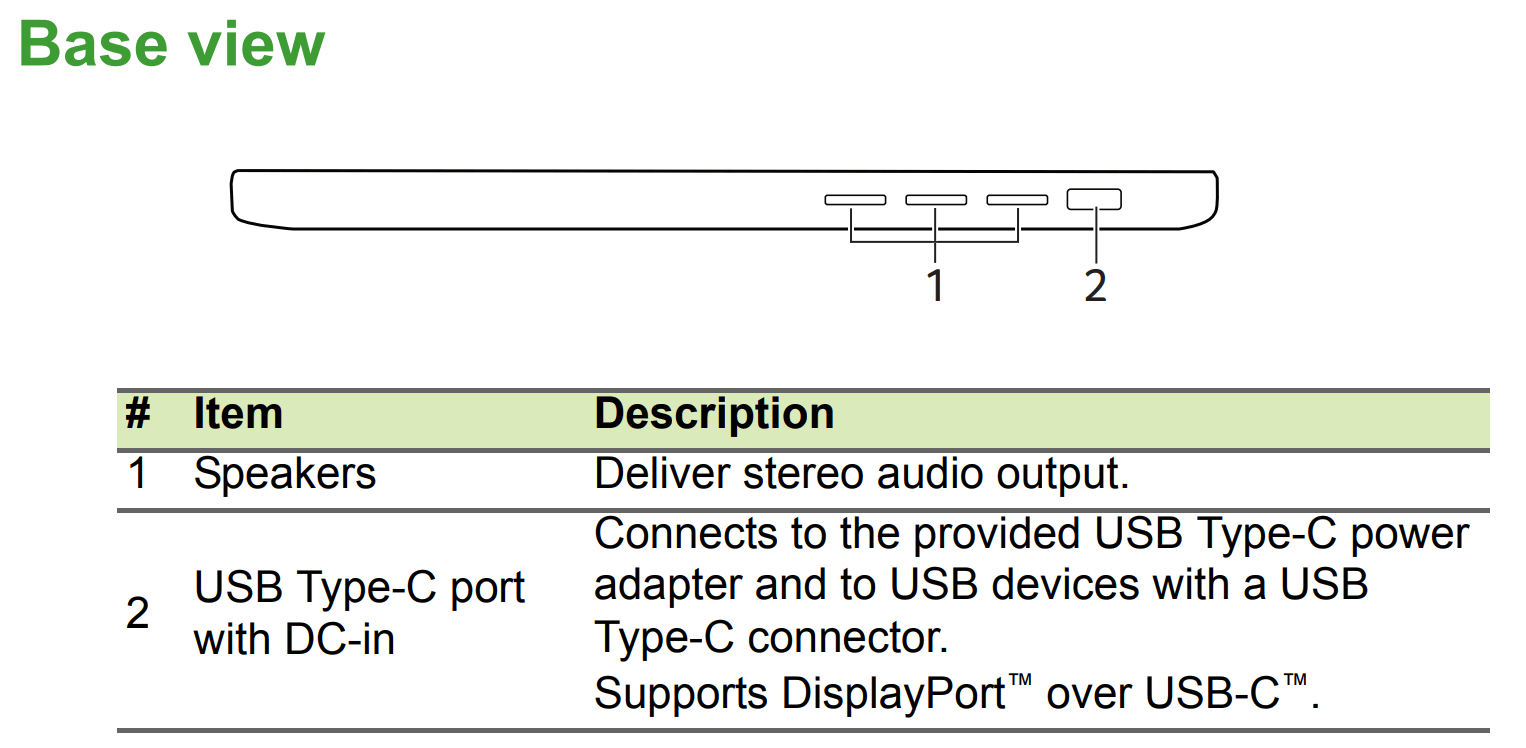 Base view
1
2
# Item Description
1 Speakers Deliver stereo audio output.
2 USB Type-C port with DC-in Connects to the provided USB Type-C power
adapter and to USB devices with a USB
Type-C connector.
Supports DisplayPort™ over USB-C™.